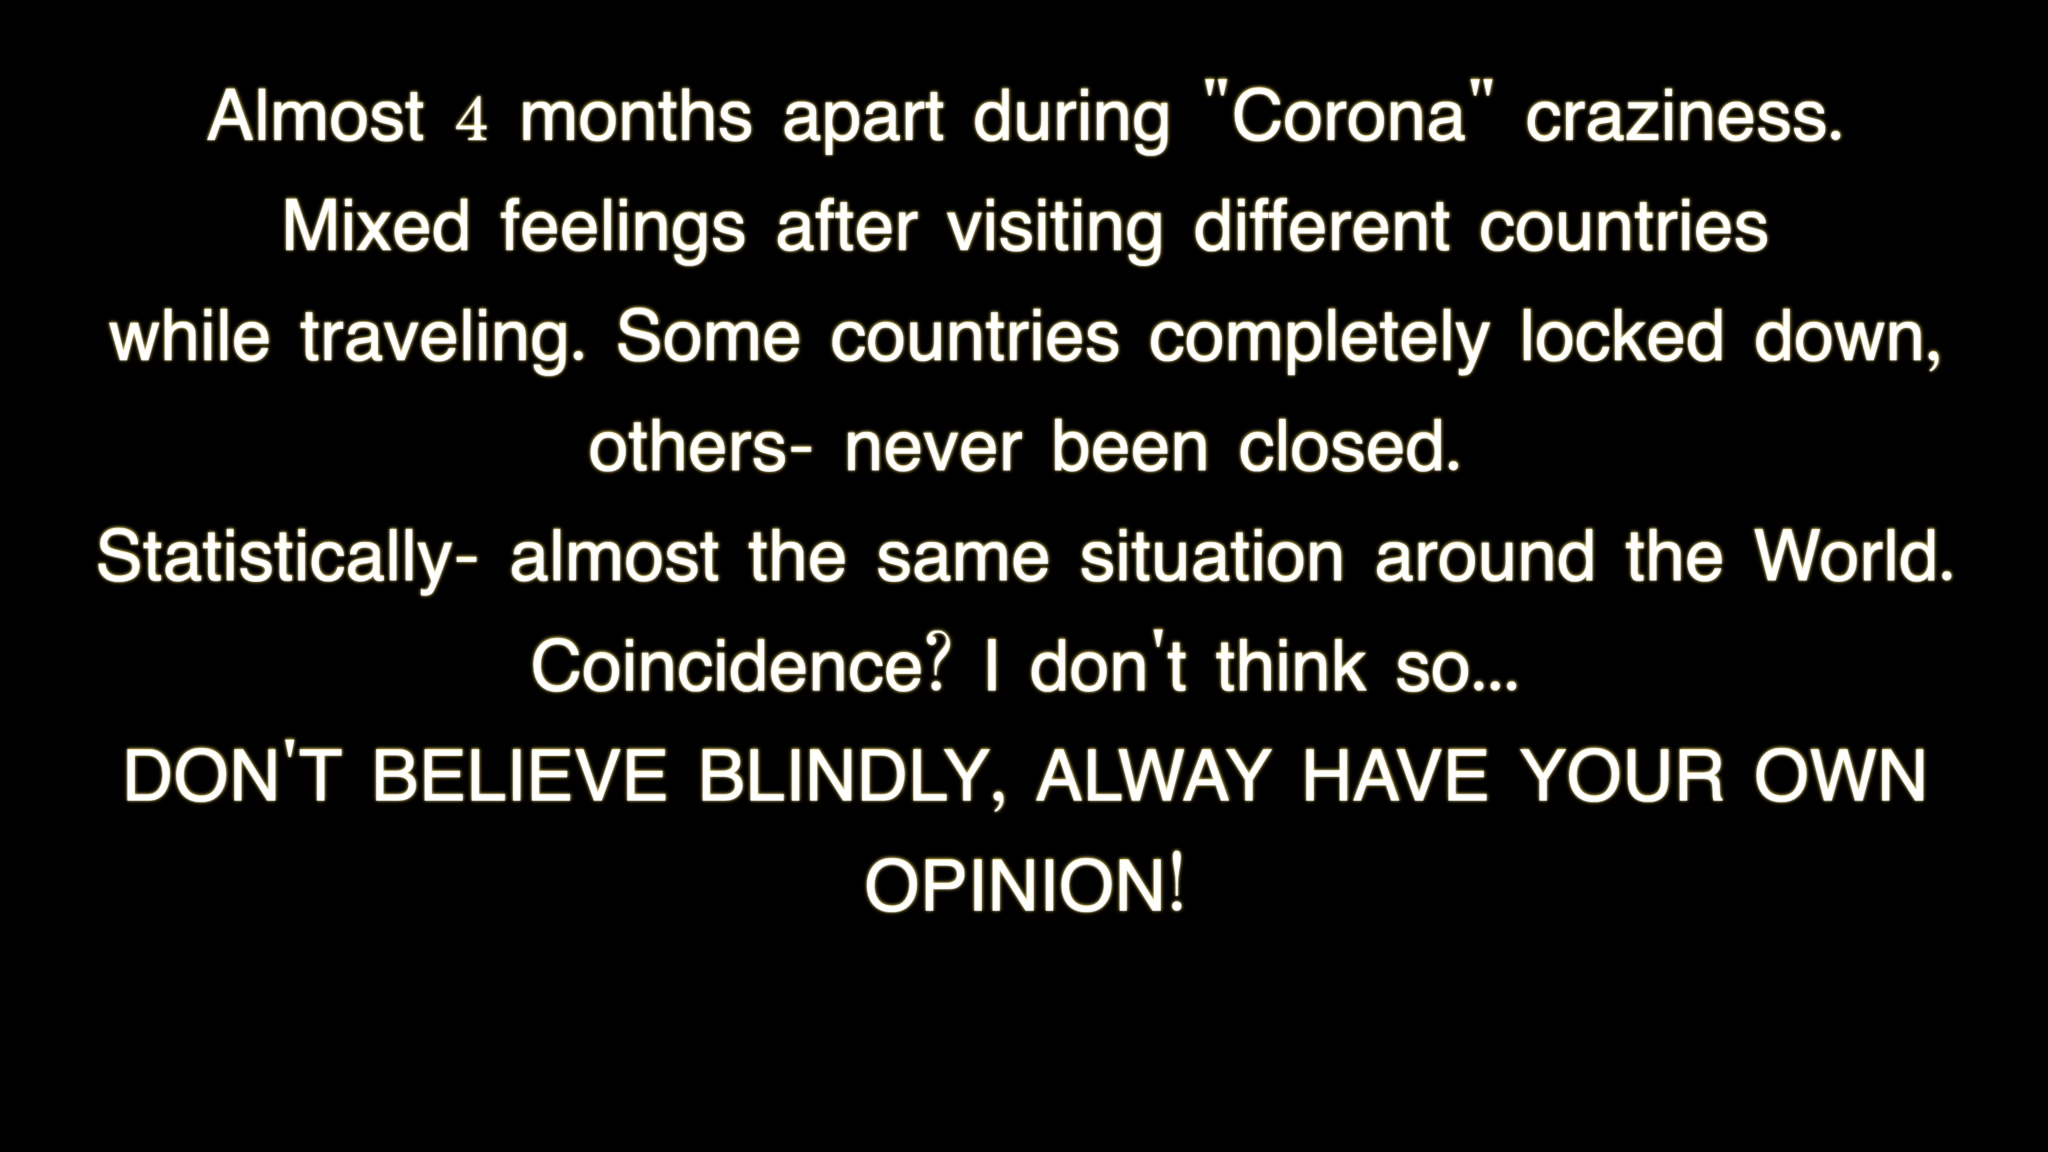 Almost 4 months apart during "Corona" craziness.
Mixed feelings after visiting different countries
while traveling. Some countries completely locked down,
others- never been closed.
Statistically- almost the same situation around the World.
Coincidence? I don't think so...
DON'T BELIEVE BLINDLY, ALWAY HAVE YOUR OWN
OPINION!